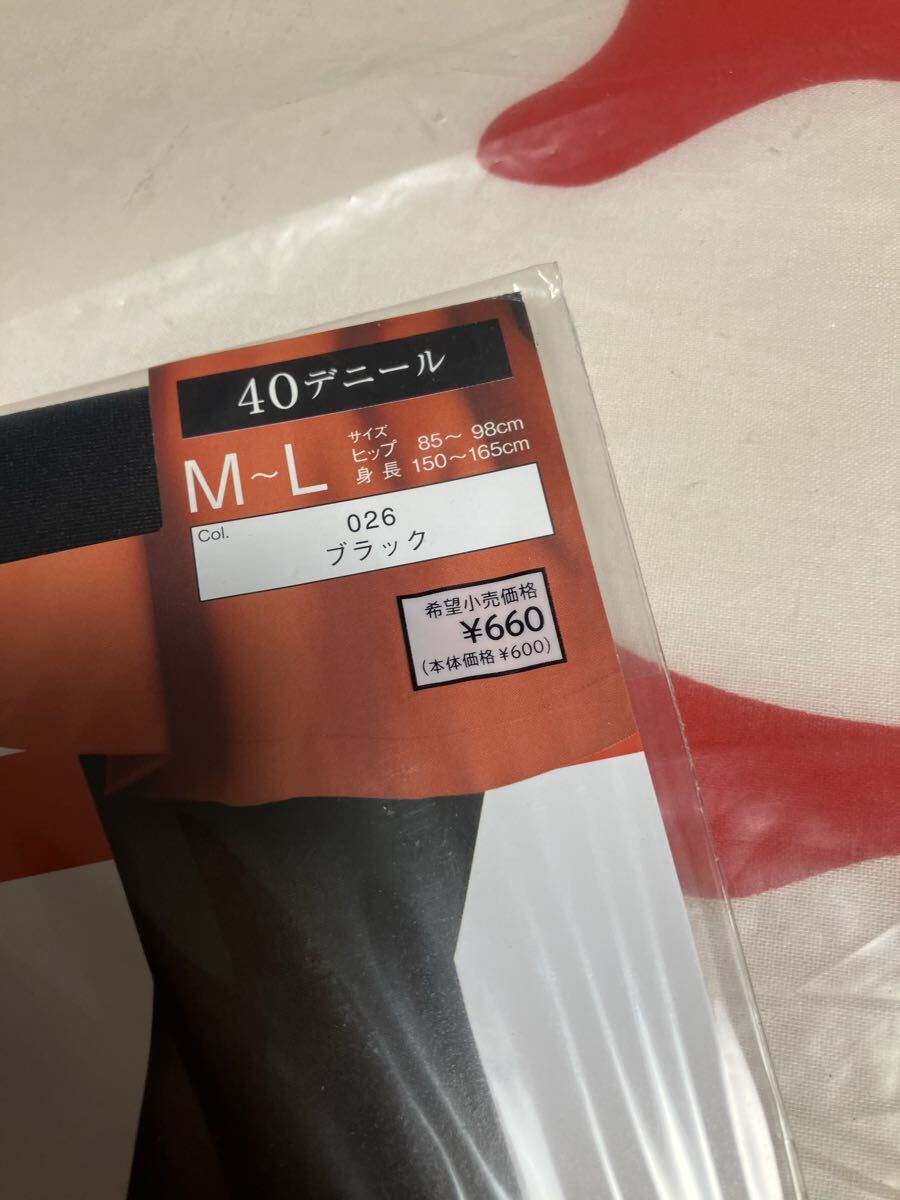 40デニール
M～L
サイズ
ヒップ 85～ 98cm
身長 150～165cm
Col.
026
ブラック
希望小売価格
¥660
(本体価格¥600)